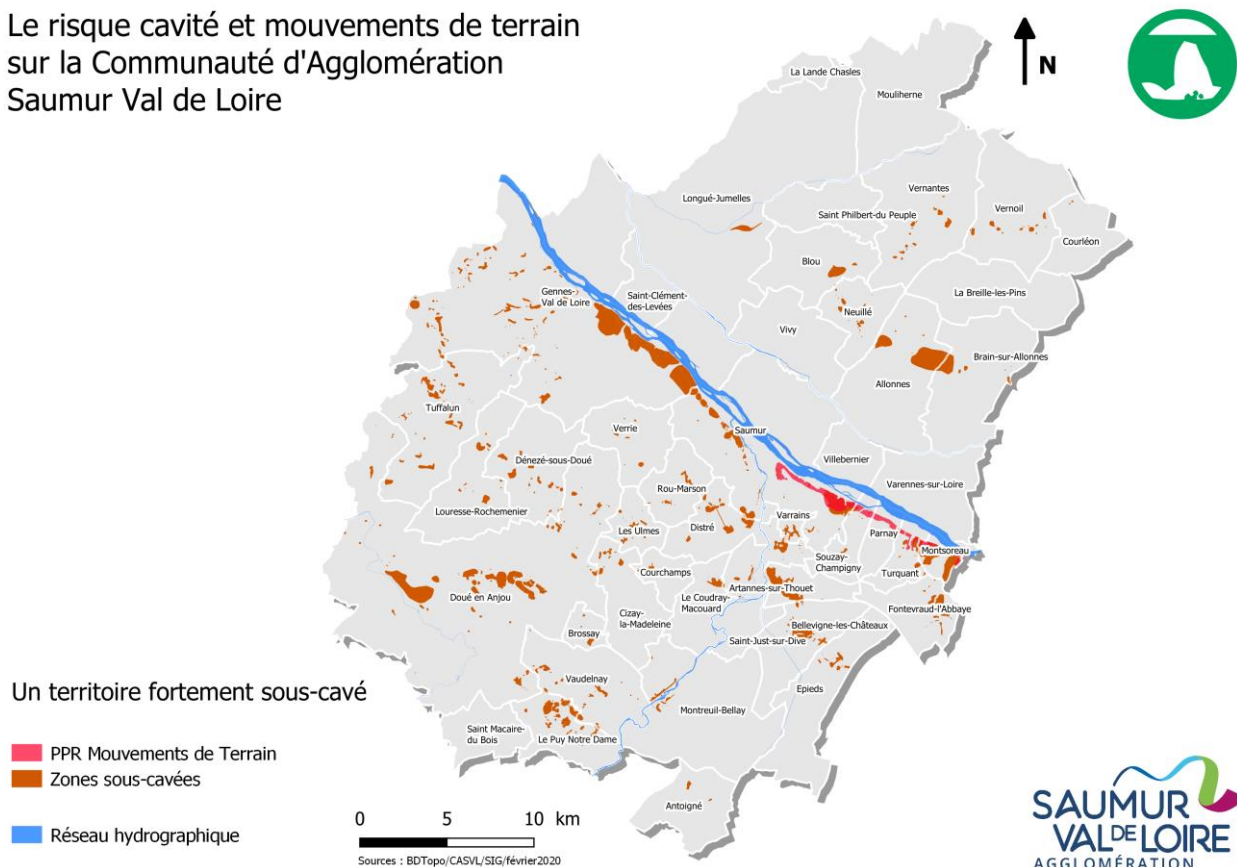 Le risque cavité et mouvements de terrain
sur la Communauté d'Agglomération
Saumur Val de Loire
N
La Lande Chasles
Mouliherne
Longué-Jumelles
Vernantes
Saint Philbert-du Peuple
Vernoil
Courléon
Blou
La Breille-les-Pins
Gennes-
Val de Loire
Saint-Clément
des-Levées
Neuillé
Vivy
Brain-sur-Allonnes
Allonnes
Tuffalun
Verrie
Saumur
Villebernier
Dénezé-sous-Doué
Varennes-sur-Loire
Rou-Marson
Louresse-Rochemenier
Les Ulmes
Distré
Varrains
Parnay
Souzay-
Champigny
Montsoreau
Courchamps
Turquant
Doué en Anjou
Le Coudray-
Macouard
Artannes-sur-Thouet
Fontevraud-l'Abbaye
Cizay-
la-Madeleine
Brossay
Bellevigne-les-Châteaux
Saint-Just-sur-Dive
Vaudelnay
Epieds
Montreuil-Bellay
Saint Macaire-
du Bois
Le Puy Notre Dame
Antoigné
Un territoire fortement sous-cavé
PPR Mouvements de Terrain
Zones sous-cavées
Réseau hydrographique
0 5 10 km
Sources : BDTopo/CASVL/SIG/février2020
SAUMUR
VAL DE LOIRE
AGGLOMÉRATION